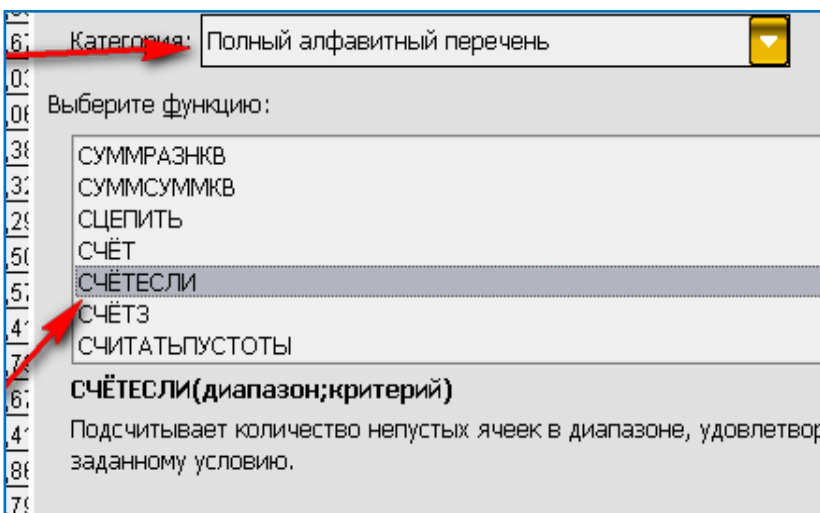 Категория: Полный алфавитный перечень
Выберите функцию:
СУММРАЗНКВ
СУММСУММКВ
СЦЕПИТЬ
СЧЁТ
СЧЁТЕСЛИ
СЧЁТЗ
СЧИТАТЬПУСТОТЫ
СЧЁТЕСЛИ(диапазон;критерий)
Подсчитывает количество непустых ячеек в диапазоне,
заданному условию.